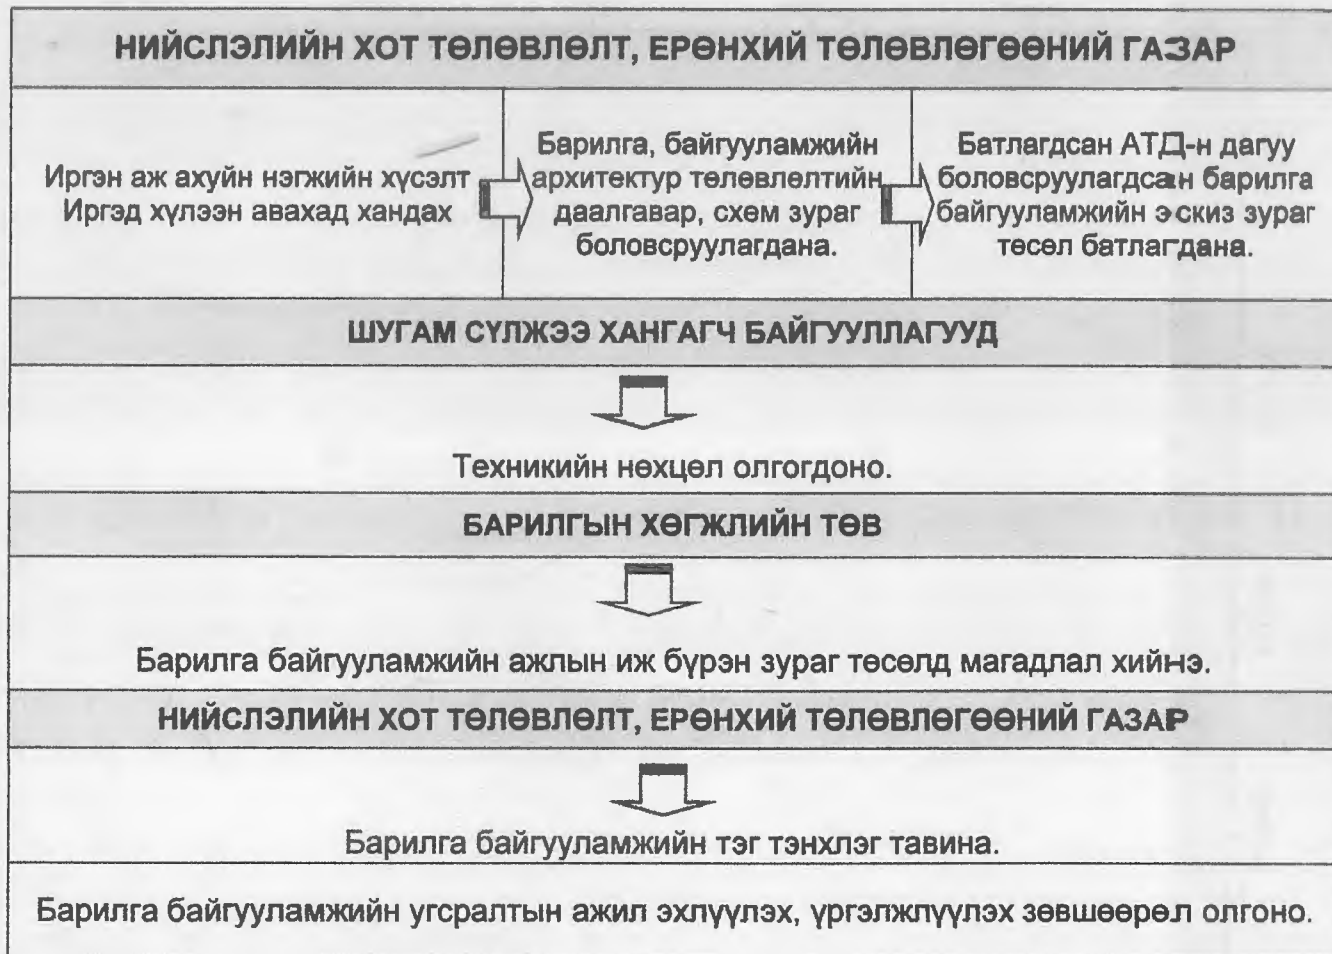 НИЙСЛЭЛИЙН ХОТ ТӨЛӨВЛӨЛТ, ЕРӨНХИЙ ТӨЛӨВЛӨГӨӨНИЙ ГАЗАР
Иргэн аж ахуйн нэгжийн хүсэлт
Иргэд хүлээн авахад хандах
Барилга, байгууламжийн
архитектур төлөвлөлтийн
даалгавар, схем зураг
боловсруулагдана.
Батлагдсан АТД-н дагуу
боловсруулагдсан барилга
байгууламжийн эскиз зураг
төсөл батлагдана.
ШУГАМ СҮЛЖЭЭ ХАНГАГЧ БАЙГУУЛЛАГУУД
Техникийн нөхцөл олгогдоно.
БАРИЛГЫН ХӨГЖЛИЙН ТӨВ
Барилга байгууламжийн ажлын иж бүрэн зураг төсөлд магадлал хийнэ.
НИЙСЛЭЛИЙН ХОТ ТӨЛӨВЛӨЛТ, ЕРӨНХИЙ ТӨЛӨВЛӨГӨӨНИЙ ГАЗАР
Барилга байгууламжийн тэг тэнхлэг тавина.
Барилга байгууламжийн угсралтын ажил эхлүүлэх, үргэлжлүүлэх зөвшөөрөл олгоно.